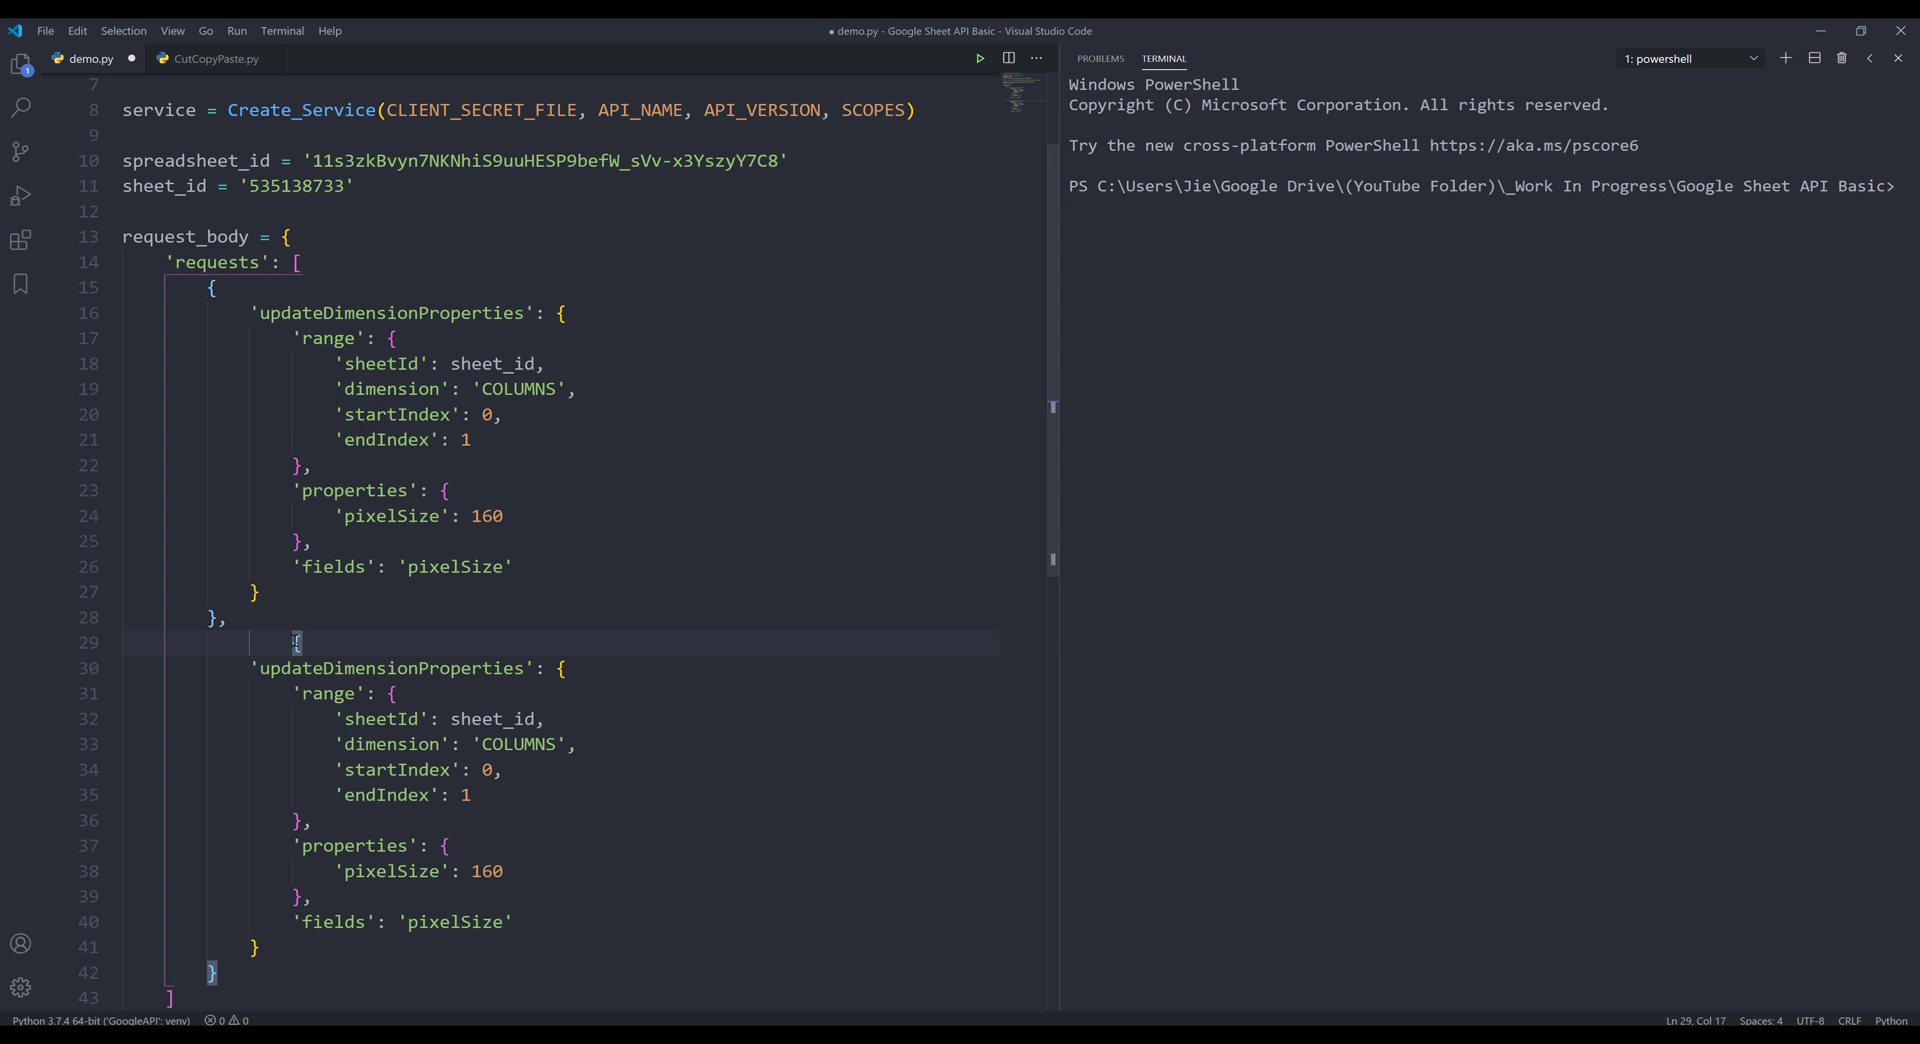 File Edit Selection View Go Run Terminal Help
● demo.py - Google Sheet API Basic - Visual Studio Code
demo.py ● CutCopyPaste.py
PROBLEMS TERMINAL 1: powershell
7
8 service = Create_Service(CLIENT_SECRET_FILE, API_NAME, API_VERSION, SCOPES)
9
10 spreadsheet_id = '11s3zkBvyn7NKNhiS9uuHESP9befW_sVv-x3YszyY7C8'
11 sheet_id = '535138733'
12
13 request_body = {
14 'requests': [
15 {
16 'updateDimensionProperties': {
17 'range': {
18 'sheetId': sheet_id,
19 'dimension': 'COLUMNS',
20 'startIndex': 0,
21 'endIndex': 1
22 },
23 'properties': {
24 'pixelSize': 160
25 },
26 'fields': 'pixelSize'
27 }
28 },
29 {
30 'updateDimensionProperties': {
31 'range': {
32 'sheetId': sheet_id,
33 'dimension': 'COLUMNS',
34 'startIndex': 0,
35 'endIndex': 1
36 },
37 'properties': {
38 'pixelSize': 160
39 },
40 'fields': 'pixelSize'
41 }
42 }
43 ]
Windows PowerShell
Copyright (C) Microsoft Corporation. All rights reserved.
Try the new cross-platform PowerShell https://aka.ms/pscore6
PS C:\Users\Jie\Google Drive\(YouTube Folder)\_Work In Progress\Google Sheet API Basic>
1
Python 3.7.4 64-bit ('GoogleAPI': venv) 0 0
Ln 29, Col 17 Spaces: 4 UTF-8 CRLF Python